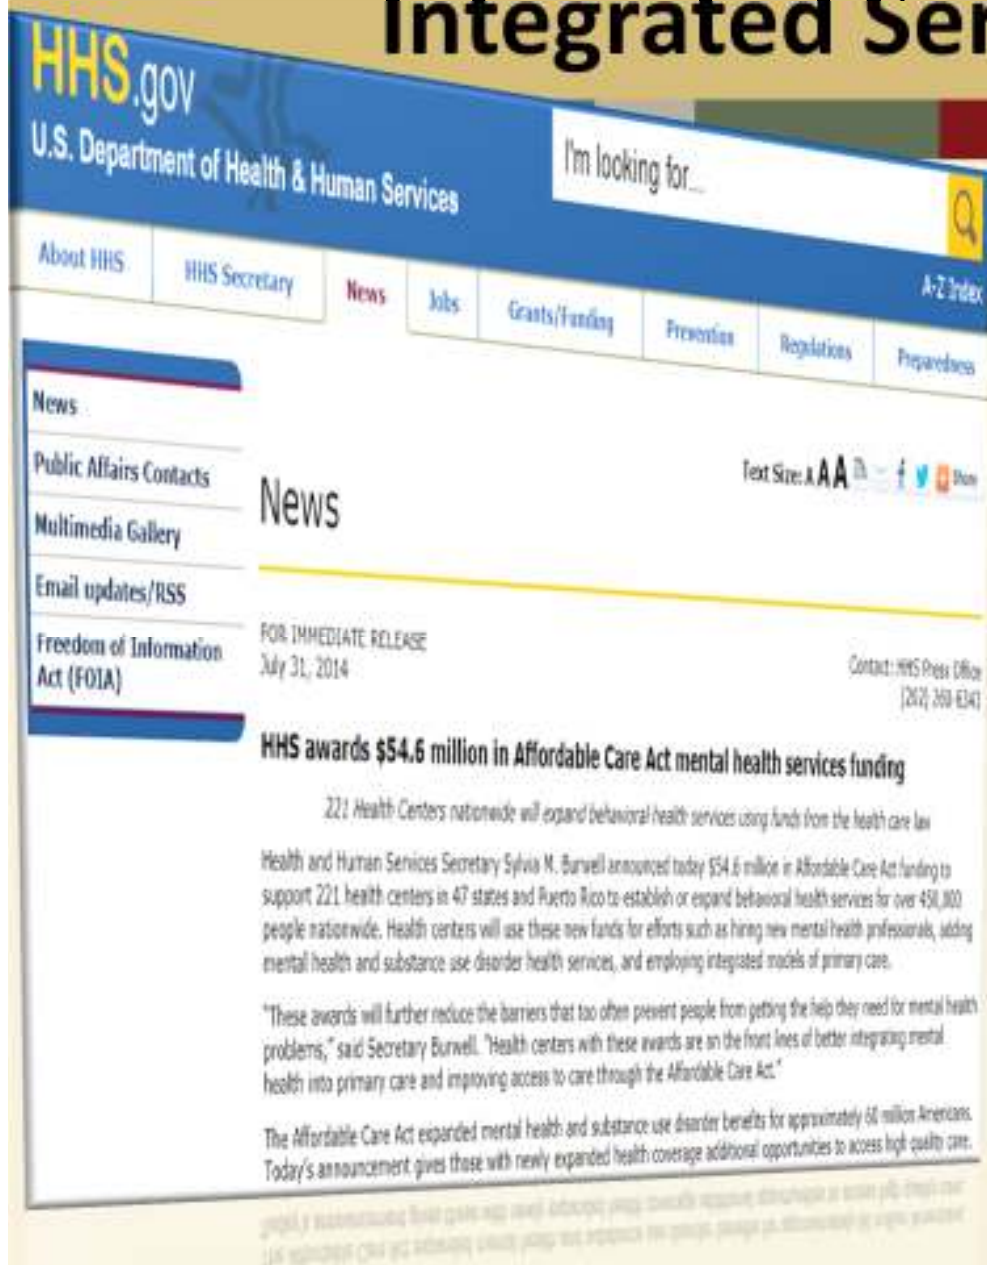 Integrated Ser
HHS.gov
U.S. Department of Health & Human Services
I'm looking for...
A-Z Index
About HHS
HHS Secretary
News
Jobs
Grants/Funding
Prevention
Regulations
Preparedness
News
Public Affairs Contacts
Multimedia Gallery
Email updates/RSS
Freedom of Information
Act (FOIA)
Text Size: A A A
Share
News
FOR IMMEDIATE RELEASE
July 31, 2014
Contact: HHS Press Office
(202)
HHS awards $54.6 million in Affordable Care Act mental health services funding
221 Health Centers nationwide will expand behavioral health services using funds from the health care law
Health and Human Services Secretary Sylvia M. Burwell announced today $54.6 million in Affordable Care Act funding to
support 221 health centers in 47 states and Puerto Rico to establish or expand behavioral health services for over 450,000
people nationwide. Health centers will use these new funds for efforts such as hiring new mental health professionals, adding
mental health and substance use disorder health services, and employing integrated models of primary care.
"These awards will further reduce the barriers that too often prevent people from getting the help they need for mental health
problems," said Secretary Burwell. "Health centers with these awards are on the front lines of better integrating mental
health into primary care and improving access to care through the Affordable Care Act."
The Affordable Care Act expanded mental health and substance use disorder benefits for approximately 60 million Americans.
Today's announcement gives those with newly expanded health coverage additional opportunities to access high quality care.